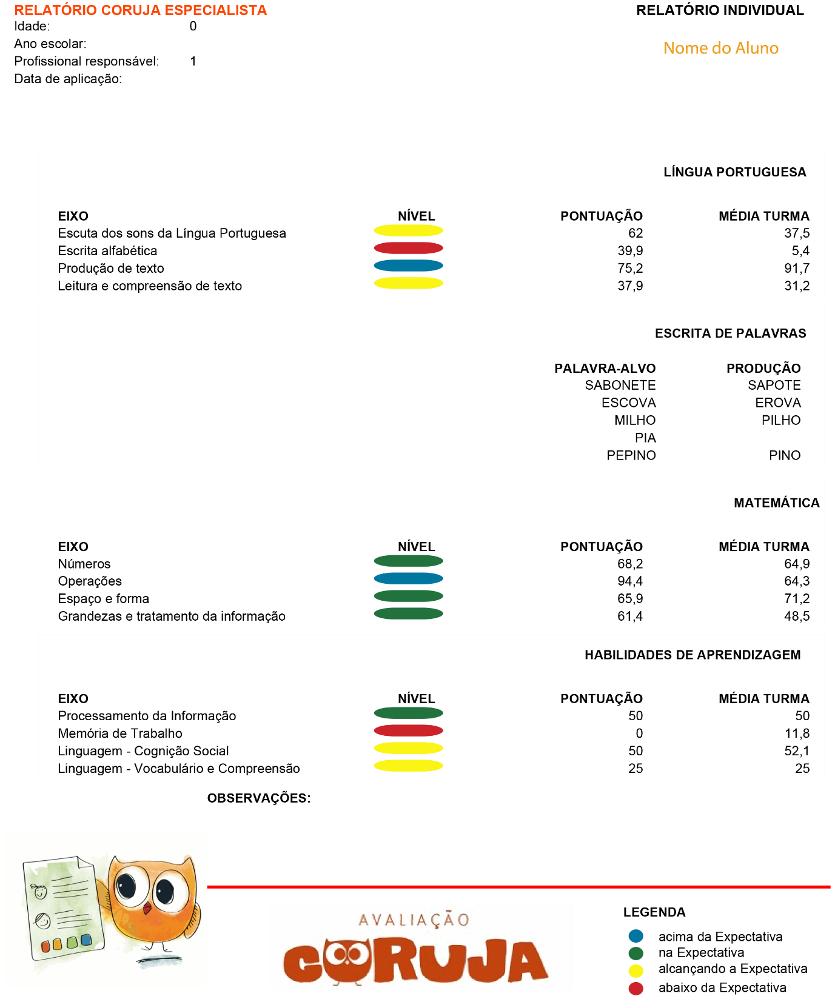 RELATÓRIO CORUJA ESPECIALISTA
RELATÓRIO INDIVIDUAL
Idade: 0
Ano escolar:
Nome do Aluno
Profissional responsável: 1
Data de aplicação:
LÍNGUA PORTUGUESA
EIXO NÍVEL PONTUAÇÃO MÉDIA TURMA
Escuta dos sons da Língua Portuguesa 62 37,5
Escrita alfabética 39,9 5,4
Produção de texto 75,2 91,7
Leitura e compreensão de texto 37,9 31,2
ESCRITA DE PALAVRAS
PALAVRA-ALVO PRODUÇÃO
SABONETE SAPOTE
ESCOVA EROVA
MILHO PILHO
PIA
PEPINO PINO
MATEMÁTICA
EIXO NÍVEL PONTUAÇÃO MÉDIA TURMA
Números 68,2 64,9
Operações 94,4 64,3
Espaço e forma 65,9 71,2
Grandezas e tratamento da informação 61,4 48,5
HABILIDADES DE APRENDIZAGEM
EIXO NÍVEL PONTUAÇÃO MÉDIA TURMA
Processamento da Informação 50 50
Memória de Trabalho 0 11,8
Linguagem - Cognição Social 50 52,1
Linguagem - Vocabulário e Compreensão 25 25
OBSERVAÇÕES:
AVALIAÇÃO
CORUJA
LEGENDA
acima da Expectativa
na Expectativa
alcançando a Expectativa
abaixo da Expectativa